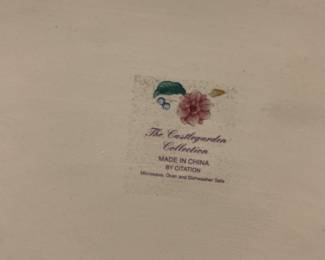 The Castlegarden
Collection
MADE IN CHINA
BY CITATION
Microwave, Oven and Dishwasher Safe